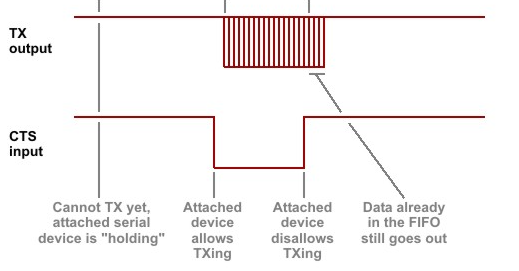 TX
output
CTS
input
Cannot TX yet,
attached serial
device is "holding"
Attached
device
allows
TXing
Attached
device
disallows
TXing
Data already
in the FIFO
still goes out